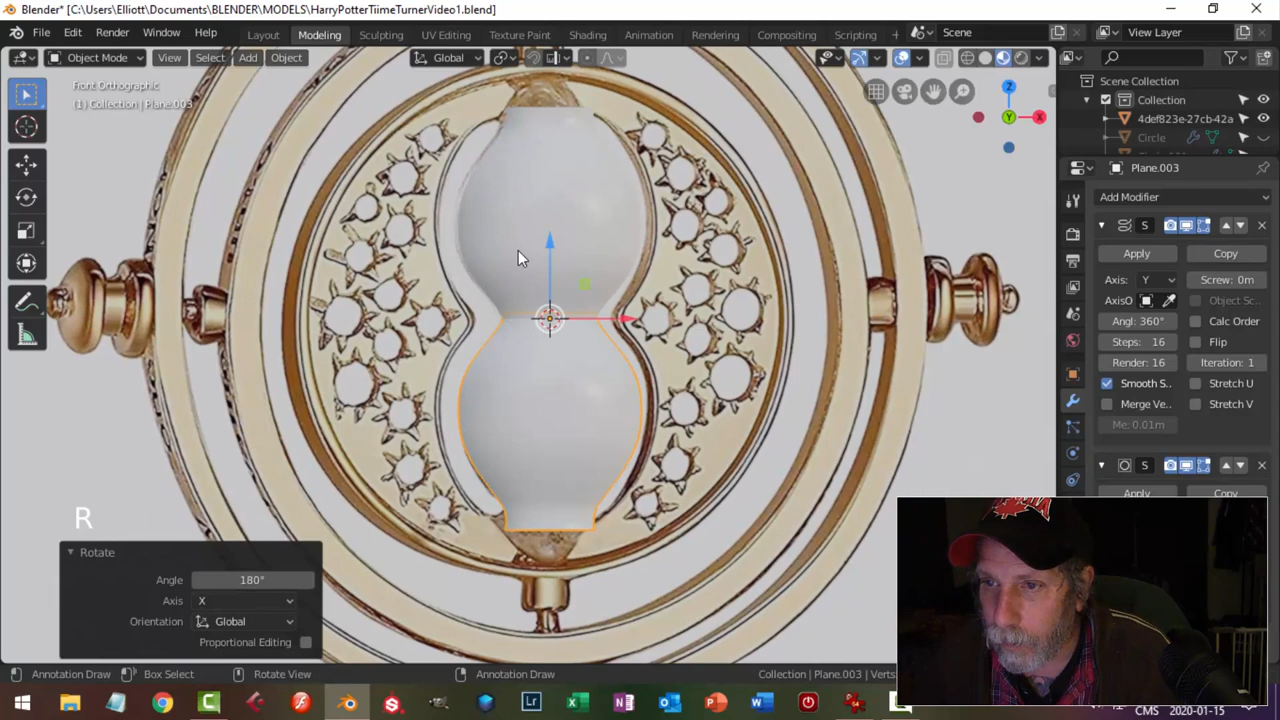 Blender* [C:\Users\Elliott\Documents\BLENDER\MODELS\HarryPotterTiimeTurnerVideo1.blend]
File Edit Render Window Help Layout Modeling Sculpting UV Editing Texture Paint Shading Animation Rendering Compositing Scripting Scene View Layer
Object Mode View Select Add Object Global
Front Orthographic
(1) Collection | Plane.003
Z
Y
X
Scene Collection
Collection
4def823e-27cb-42a
Circle
Plane.003
Add Modifier
S
Apply Copy
Axis: Y Screw: 0m
AxisO Object Sc
Angl: 360° Calc Order
Steps: 16 Flip
Render: 16 Iteration: 1
Smooth S.. Stretch U
Merge Ve.. Stretch V
Me: 0.01m
S
Apply Copy
R
Rotate
Angle 180°
Axis X
Orientation Global
Proportional Editing
Annotation Draw Box Select Rotate View Annotation Draw Collection | Plane.003 | Verts
CMS 2020-01-15